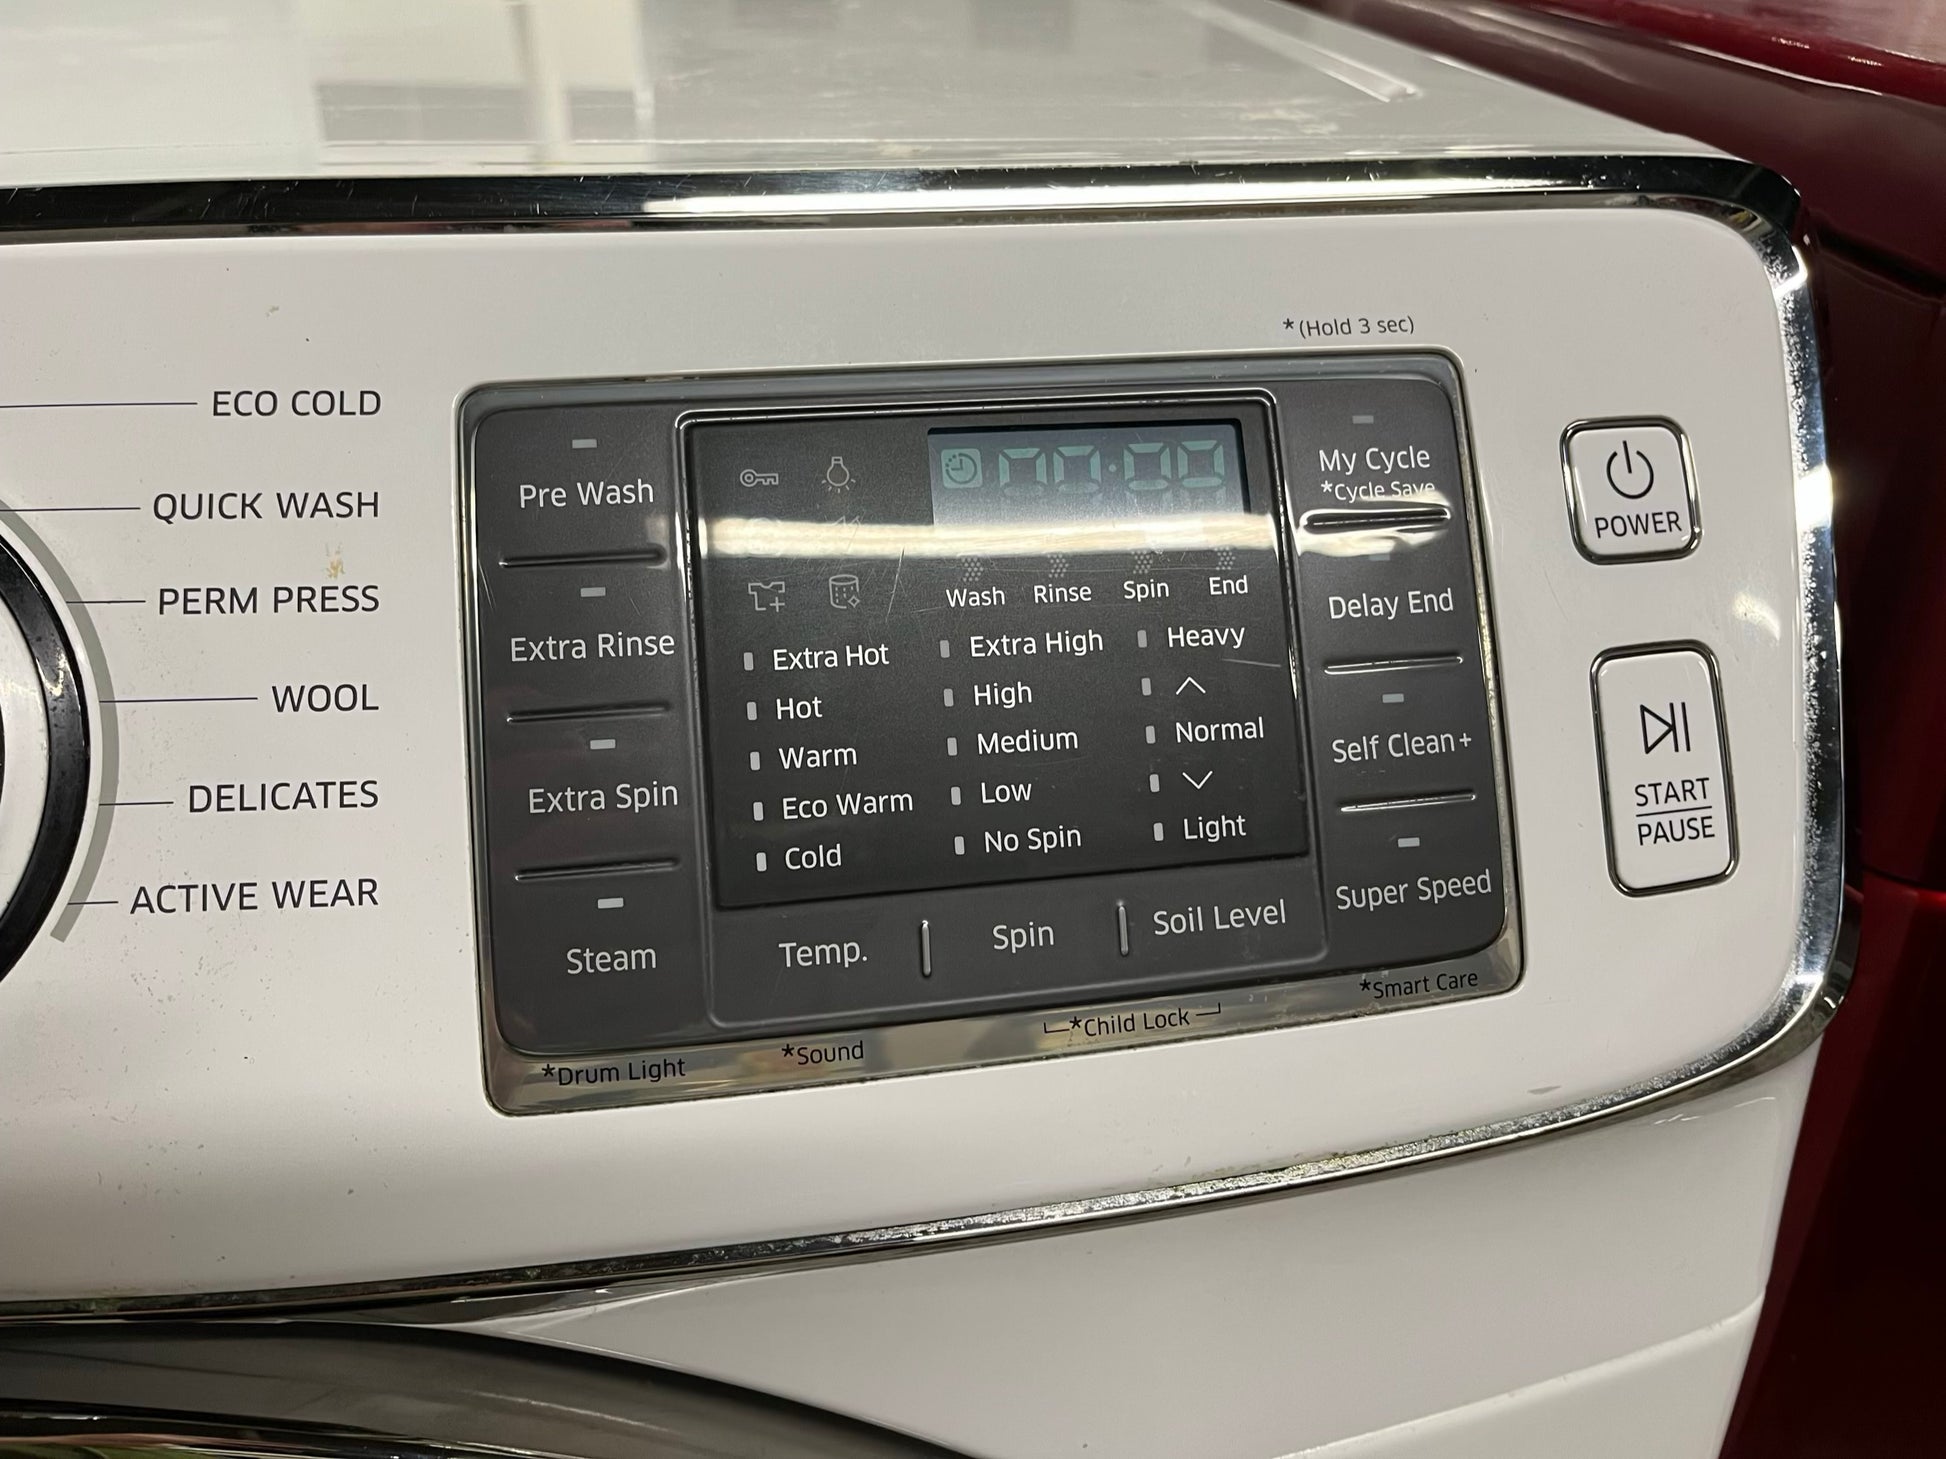 ECO COLD
QUICK WASH
PERM PRESS
WOOL
DELICATES
ACTIVE WEAR
*(Hold 3 sec)
Pre Wash
Extra Rinse
Extra Spin
Steam
Wash Rinse Spin End
Extra Hot
Hot
Warm
Eco Warm
Cold
Extra High
High
Medium
Low
No Spin
Heavy
Normal
Light
Temp.
Spin
Soil Level
My Cycle
*Cycle Save
Delay End
Self Clean+
Super Speed
*Drum Light
*Sound
*Child Lock
*Smart Care
POWER
START
PAUSE